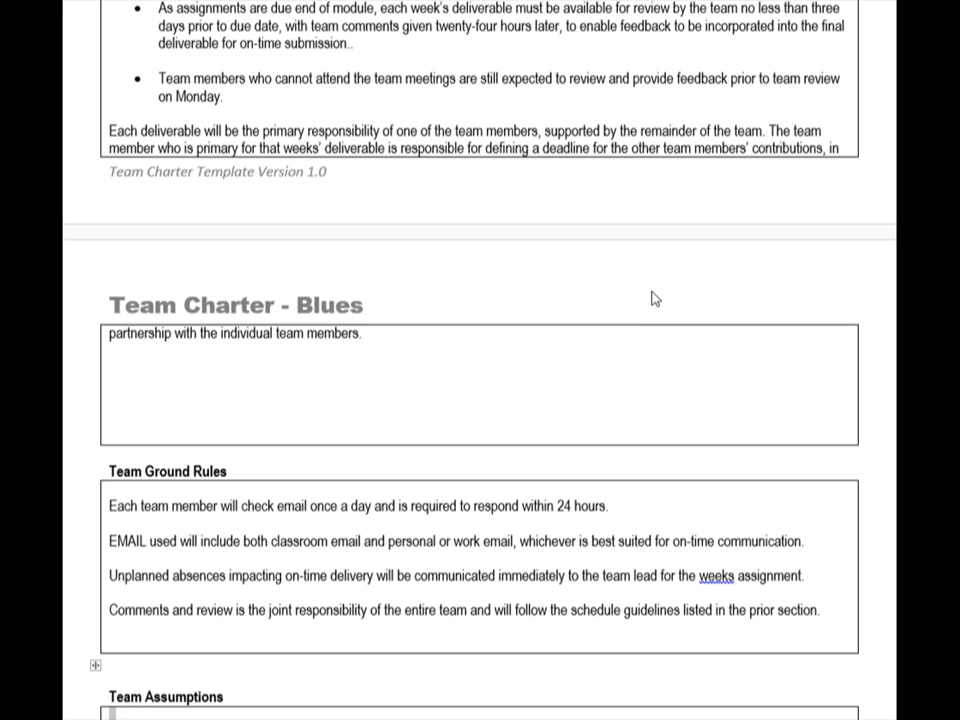 As assignments are due end of module, each week's deliverable must be available for review by the team no less than three
days prior to due date, with team comments given twenty-four hours later, to enable feedback to be incorporated into the final
deliverable for on-time submission..
Team members who cannot attend the team meetings are still expected to review and provide feedback prior to team review
on Monday.
Each deliverable will be the primary responsibility of one of the team members, supported by the remainder of the team. The team
member who is primary for that weeks' deliverable is responsible for defining a deadline for the other team members' contributions, in
Team Charter Template Version 1.0
Team Charter - Blues
partnership with the individual team members.
Team Ground Rules
Each team member will check email once a day and is required to respond within 24 hours.
EMAIL used will include both classroom email and personal or work email, whichever is best suited for on-time communication.
Unplanned absences impacting on-time delivery will be communicated immediately to the team lead for the weeks assignment.
Comments and review is the joint responsibility of the entire team and will follow the schedule guidelines listed in the prior section.
Team Assumptions